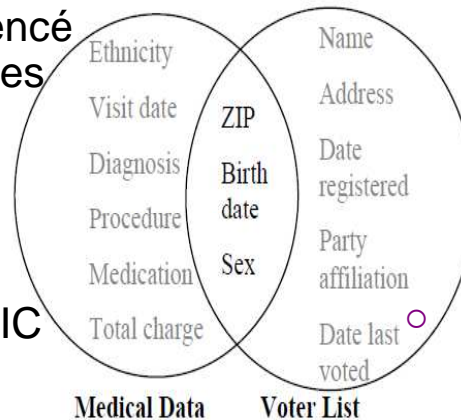 encé
es
IC
Ethnicity
Visit date
Diagnosis
Procedure
Medication
Total charge
ZIP
Birth
date
Sex
Name
Address
Date
registered
Party
affiliation
Date last
voted
Medical Data
Voter List